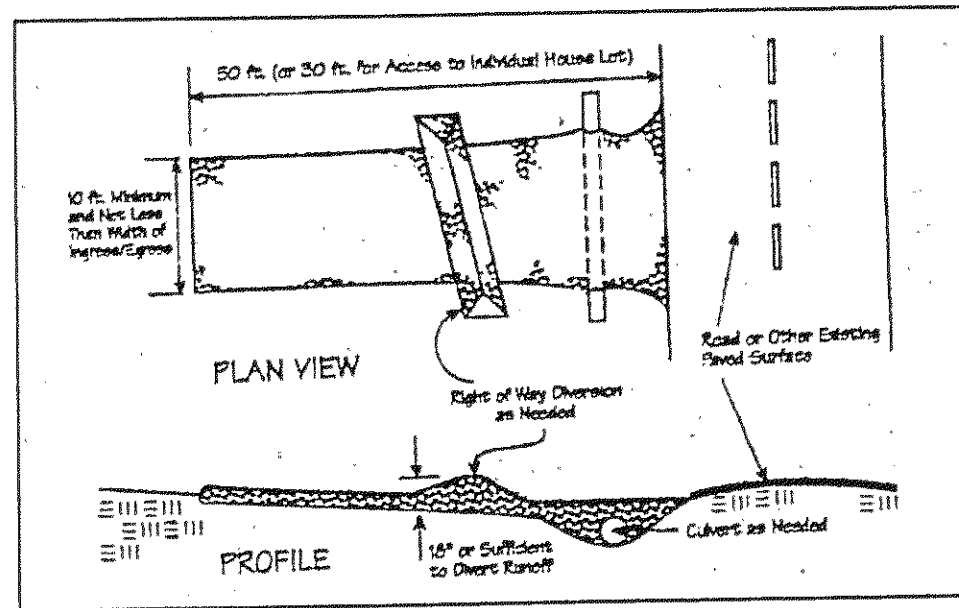 50 ft. (or 30 ft. for Access to Individual House Lot)
10 ft. Minimum
and Not Less
Than Width of
Ingress/Egress
PLAN VIEW
Road or Other Existing
Paved Surface
Right of Way Diversion
as Needed
Culvert as Needed
18" or Sufficient
to Divert Runoff
PROFILE